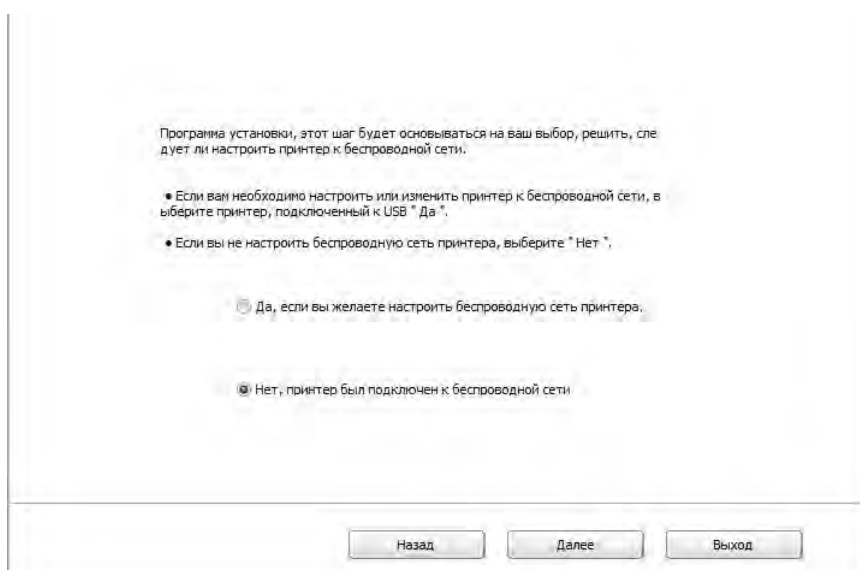 Программа установки, этот шаг будет основываться на ваш выбор, решить, сле
дует ли настроить принтер к беспроводной сети.
● Если вам необходимо настроить или изменить принтер к беспроводной сети, в
ыберите принтер, подключенный к USB " Да ".
● Если вы не настроить беспроводную сеть принтера, выберите " Нет ".
Да, если вы желаете настроить беспроводную сеть принтера.
Нет, принтер был подключен к беспроводной сети
Назад Далее Выход